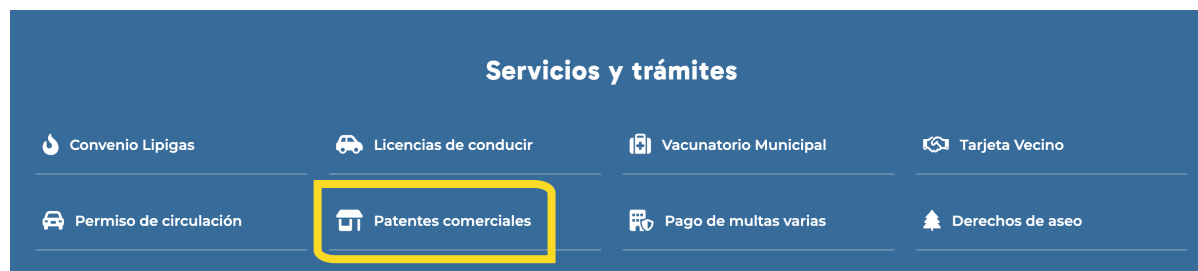 Servicios y trámites
Convenio Lipigas
Licencias de conducir
Vacunatorio Municipal
Tarjeta Vecino
Permiso de circulación
Patentes comerciales
Pago de multas varias
Derechos de aseo